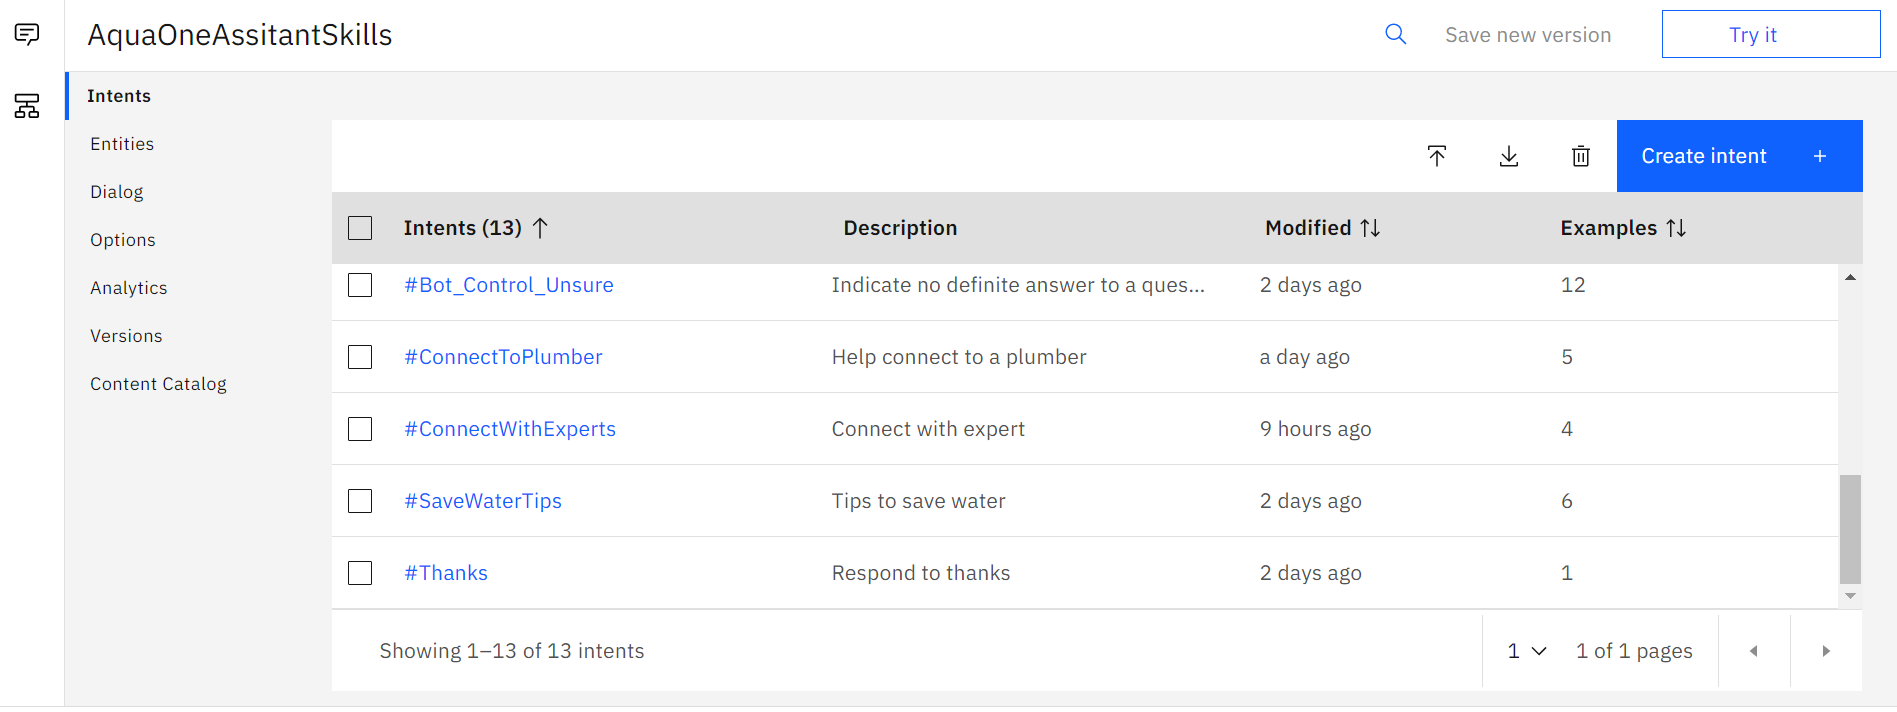 AquaOneAssitantSkills
Save new version
Try it
Intents
Entities
Dialog
Options
Analytics
Versions
Content Catalog
Create intent +
Intents (13) Description Modified Examples
#Bot_Control_Unsure Indicate no definite answer to a ques... 2 days ago 12
#ConnectToPlumber Help connect to a plumber a day ago 5
#ConnectWithExperts Connect with expert 9 hours ago 4
#SaveWaterTips Tips to save water 2 days ago 6
#Thanks Respond to thanks 2 days ago 1
Showing 1–13 of 13 intents 1 1 of 1 pages